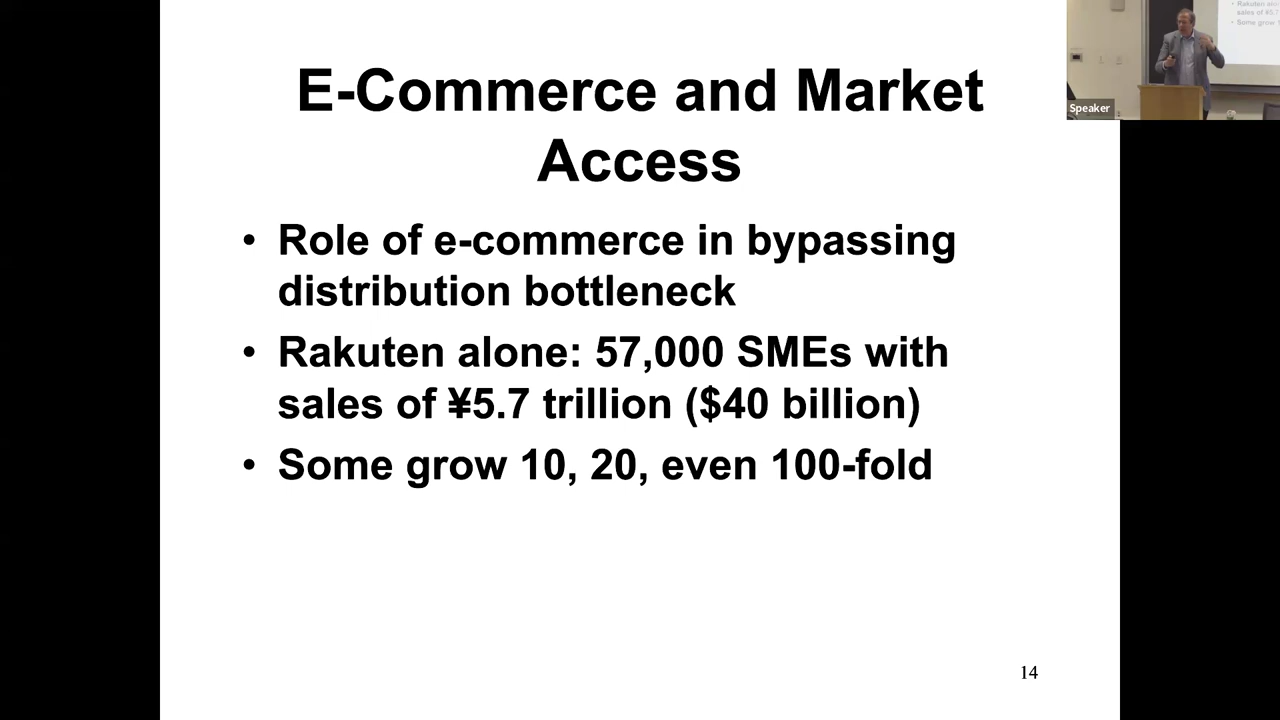 E-Commerce and Market
Access
• Role of e-commerce in bypassing
distribution bottleneck
• Rakuten alone: 57,000 SMEs with
sales of ¥5.7 trillion ($40 billion)
• Some grow 10, 20, even 100-fold
14
Speaker